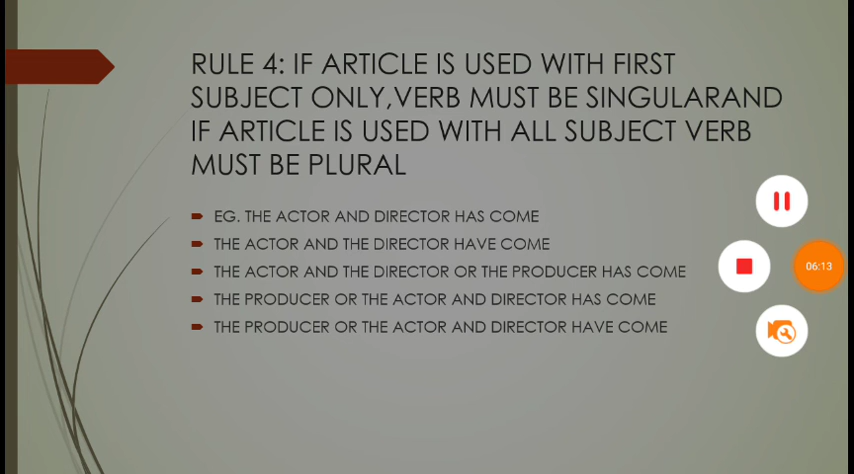 RULE 4: IF ARTICLE IS USED WITH FIRST
SUBJECT ONLY,VERB MUST BE SINGULARAND
IF ARTICLE IS USED WITH ALL SUBJECT VERB
MUST BE PLURAL
EG. THE ACTOR AND DIRECTOR HAS COME
THE ACTOR AND THE DIRECTOR HAVE COME
THE ACTOR AND THE DIRECTOR OR THE PRODUCER HAS COME
THE PRODUCER OR THE ACTOR AND DIRECTOR HAS COME
THE PRODUCER OR THE ACTOR AND DIRECTOR HAVE COME
06:13